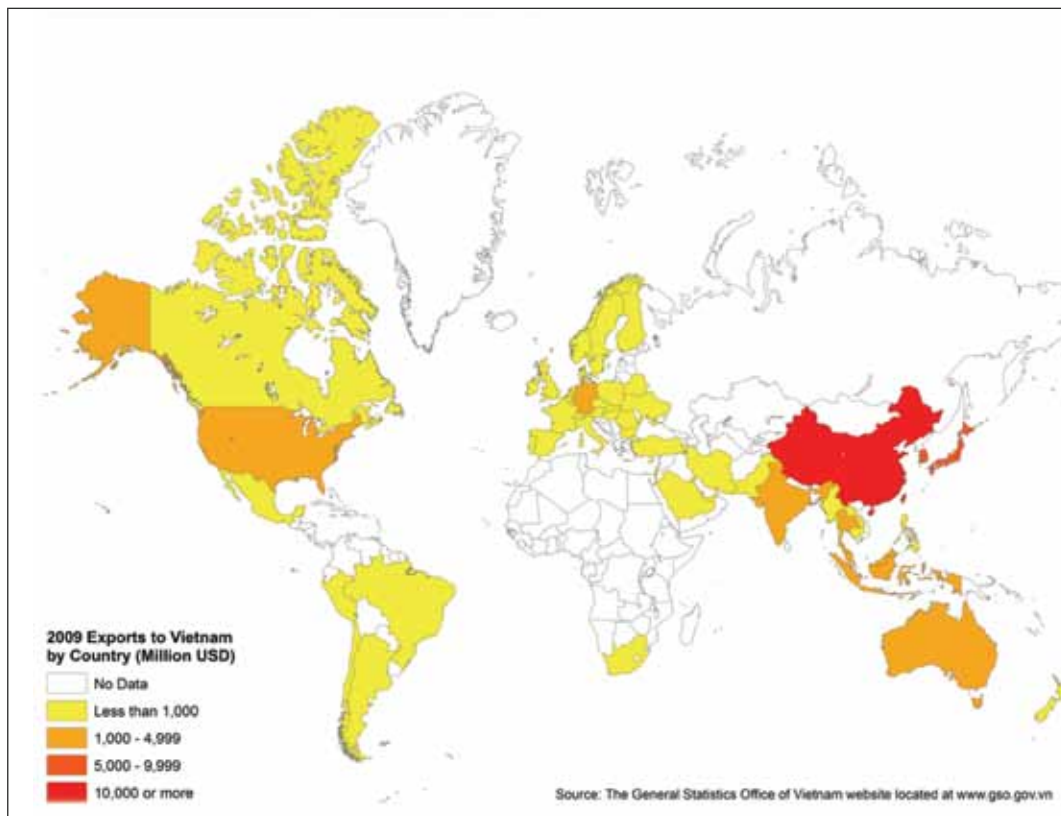 2009 Exports to Vietnam
by Country (Million USD)
No Data
Less than 1,000
1,000 - 4,999
5,000 - 9,999
10,000 or more
Source: The General Statistics Office of Vietnam website located at www.gso.gov.vn